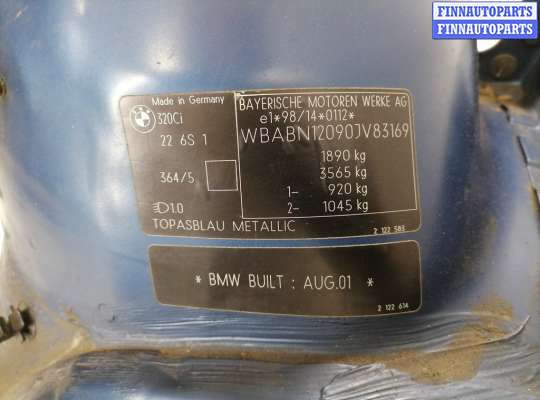 FINNAUTOPARTS
FINNAUTOPARTS
FINNAUTOPARTS
BMW
Made in Germany
320Ci
22 6S 1
364/5
1.0
TOPASBLAU METALLIC
BAYERISCHE MOTOREN WERKE AG
e1*98/14*0112*
WBABN12090JV83169
1890 kg
3565 kg
1- 920 kg
2- 1045 kg
2 122 583
* BMW BUILT : AUG.01 *
2 122 614